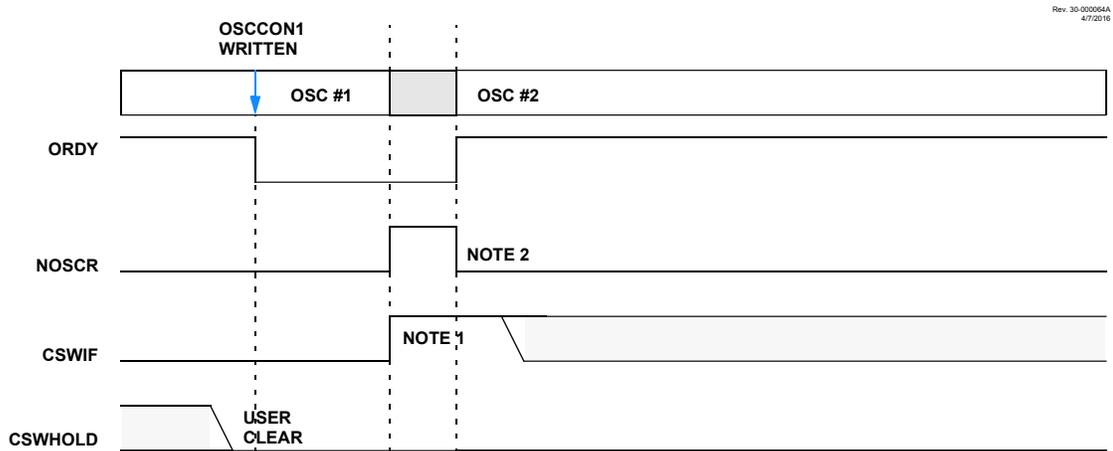 Rev. 30-000064A
4/7/2016
OSCCON1
WRITTEN
OSC #1
OSC #2
ORDY
NOSCR
NOTE 2
CSWIF
NOTE 1
CSWHOLD
USER
CLEAR